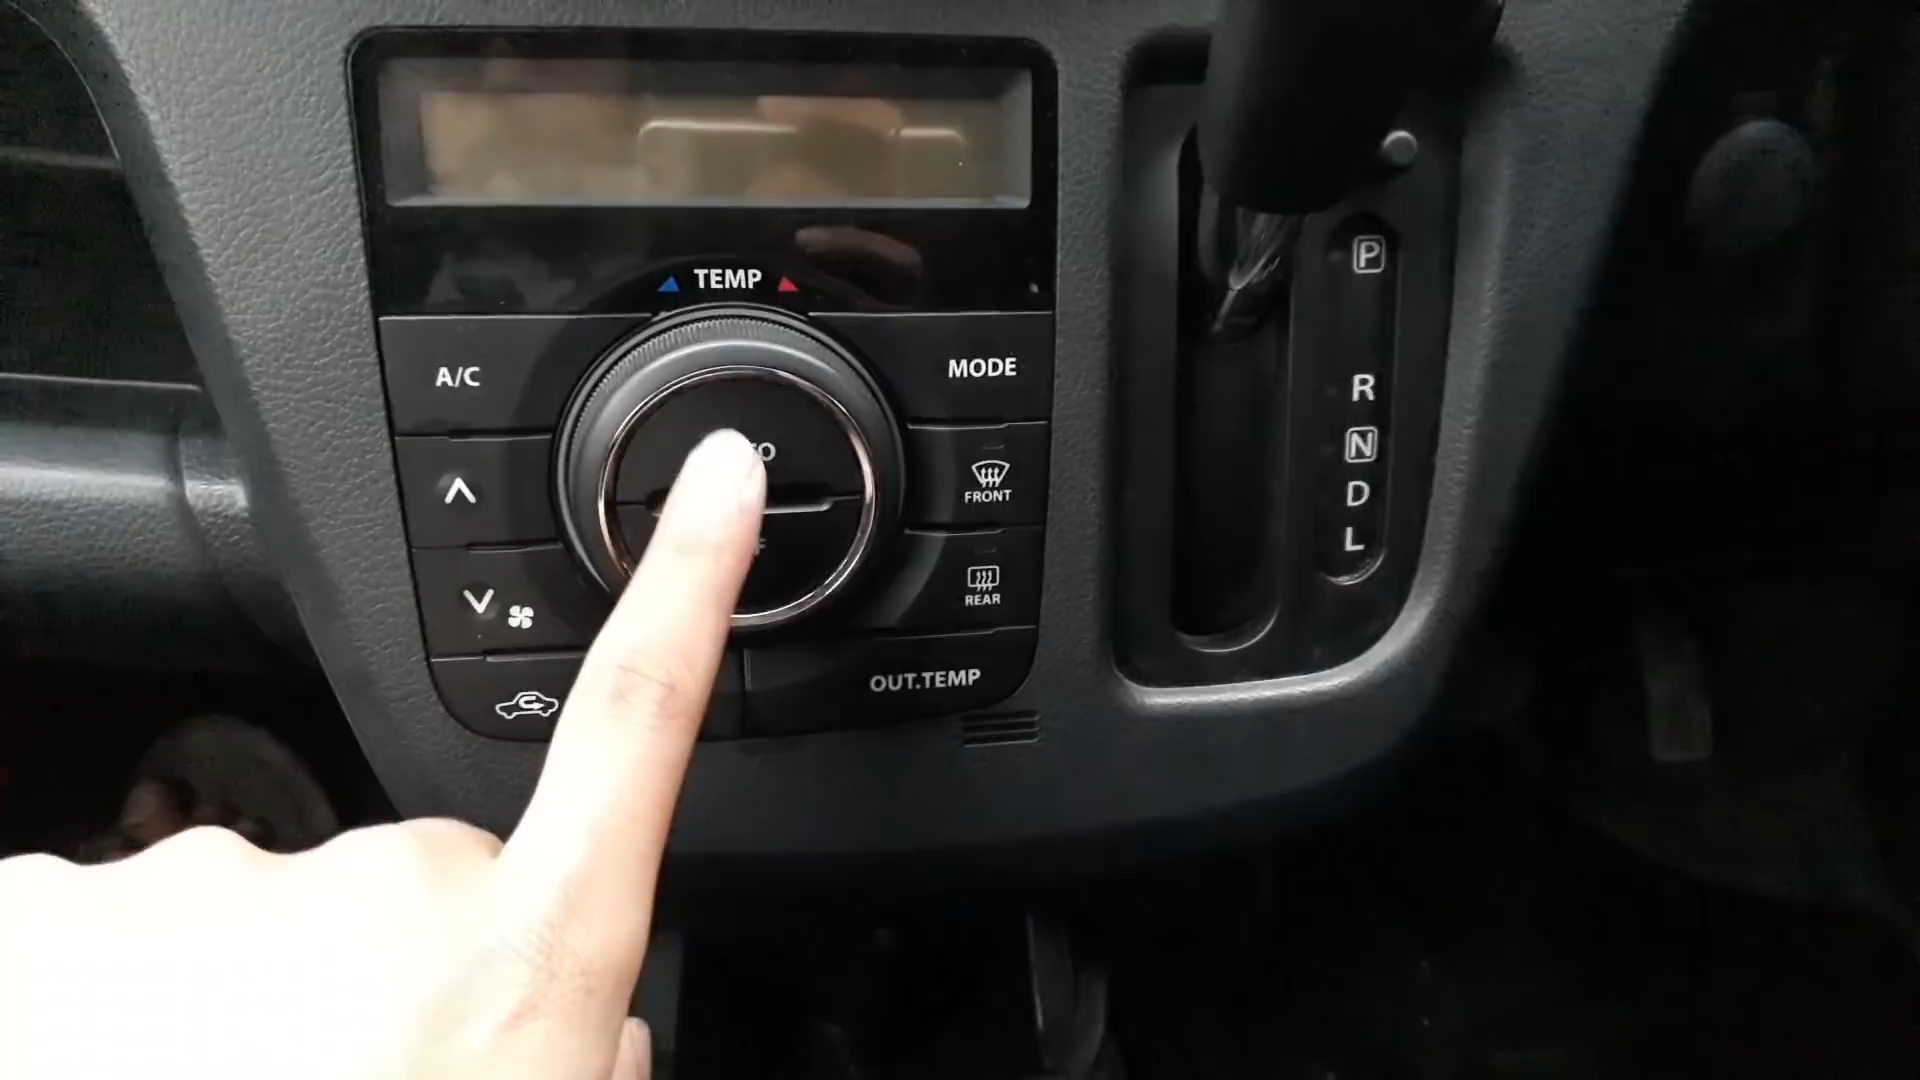 TEMP
A/C
MODE
FRONT
REAR
OUT.TEMP
P
R
N
D
L